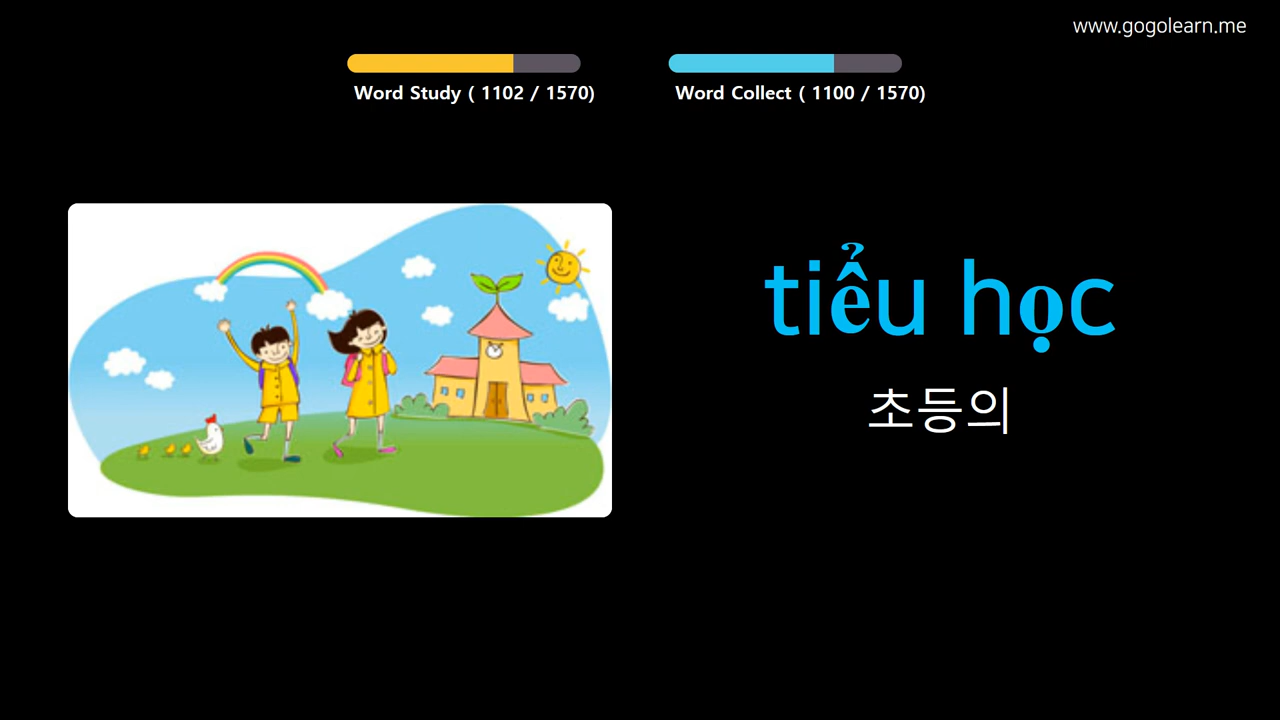 www.gogolearn.me
Word Study ( 1102 / 1570)
Word Collect ( 1100 / 1570)
tiểu học
초등의